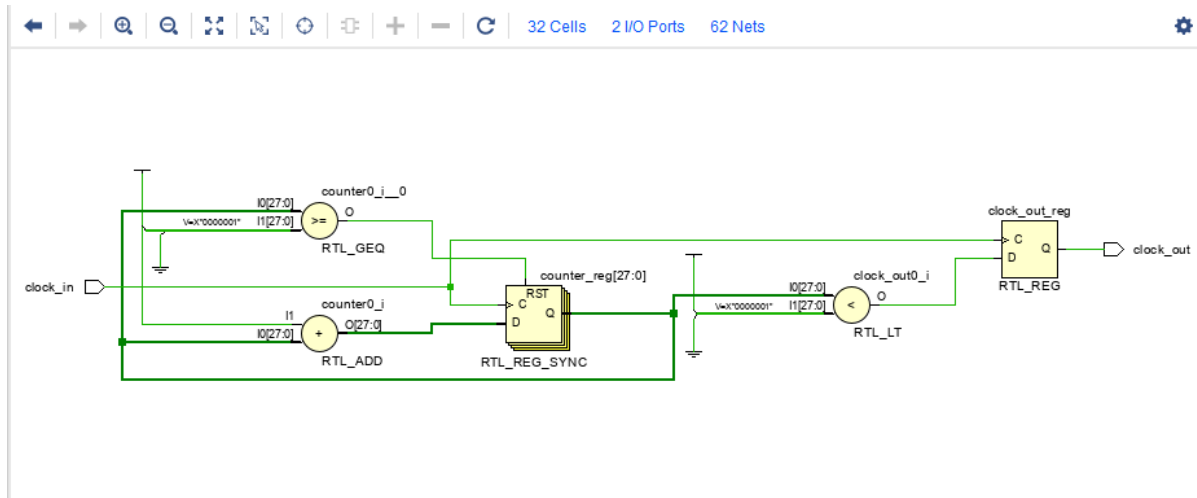 32 Cells 2 I/O Ports 62 Nets
counter0_i__0
I0[27:0]
O
V=X"0000001"
I1[27:0]
>=
RTL_GEQ
clock_out_reg
C
Q
D
RTL_REG
clock_out
clock_in
counter_reg[27:0]
RST
C
Q
D
RTL_REG_SYNC
clock_out0_i
I0[27:0]
O
V=X"0000001"
I1[27:0]
<
RTL_LT
counter0_i
I1
O[27:0]
I0[27:0]
+
RTL_ADD